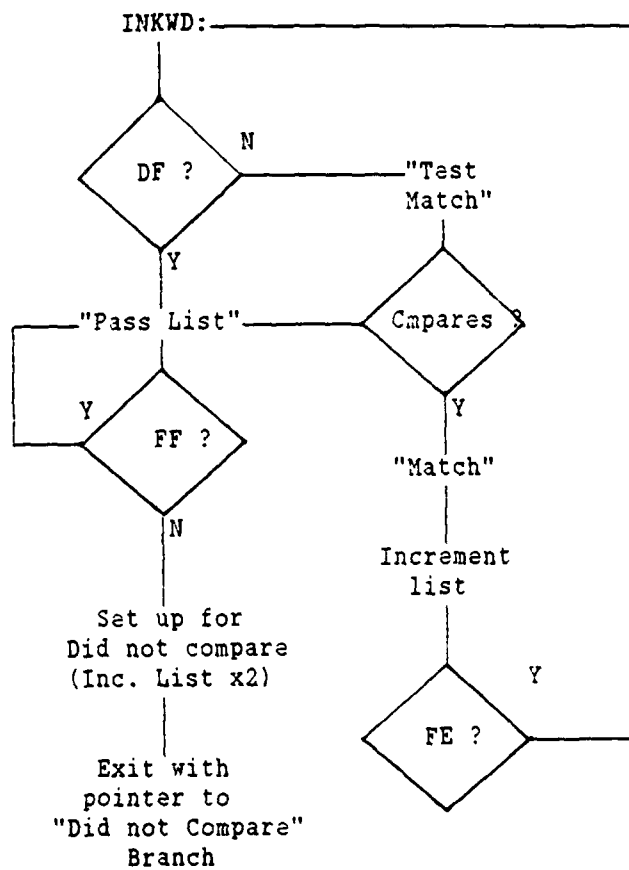 INKWD:
DF ?
N
"Test
Match"
Y
"Pass List"
Cmpares ?
Y
FF ?
Y
"Match"
N
Increment
list
Set up for
Did not compare
(Inc. List x2)
Y
FE ?
Exit with
pointer to
"Did not Compare"
Branch